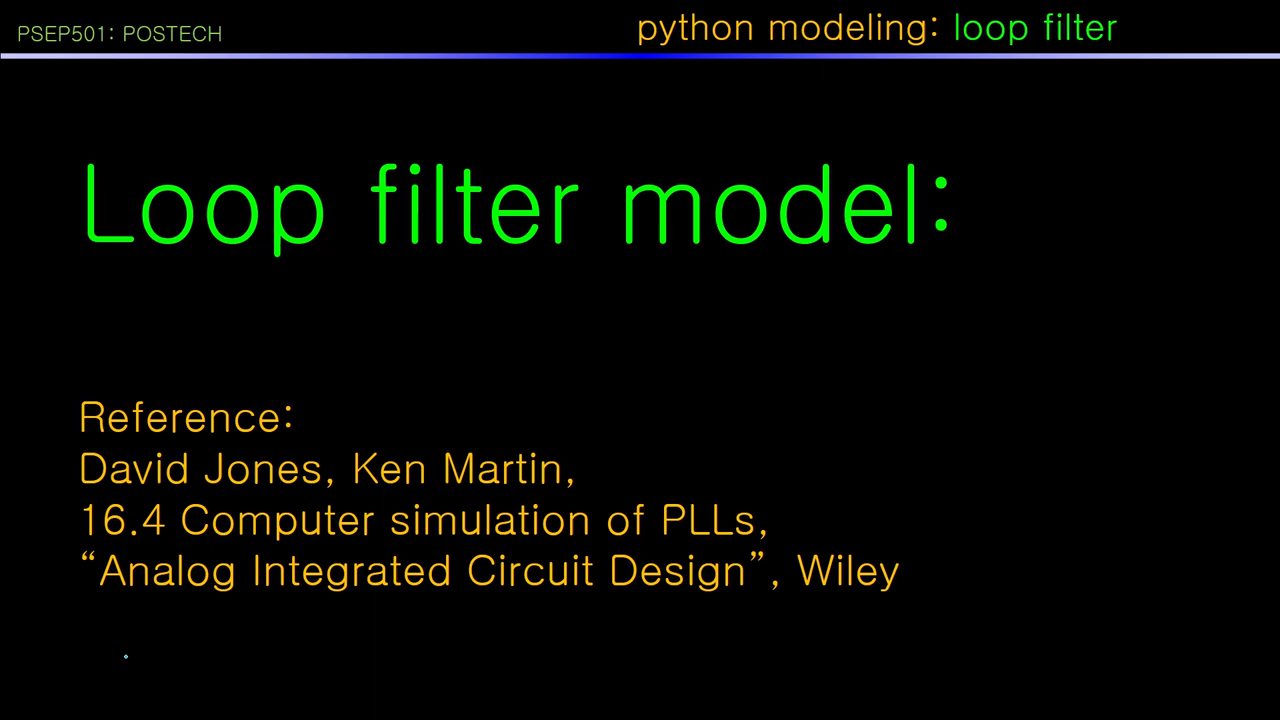 PSEP501: POSTECH
python modeling: loop filter
Loop filter model:
Reference:
David Jones, Ken Martin,
16.4 Computer simulation of PLLs,
“Analog Integrated Circuit Design”, Wiley